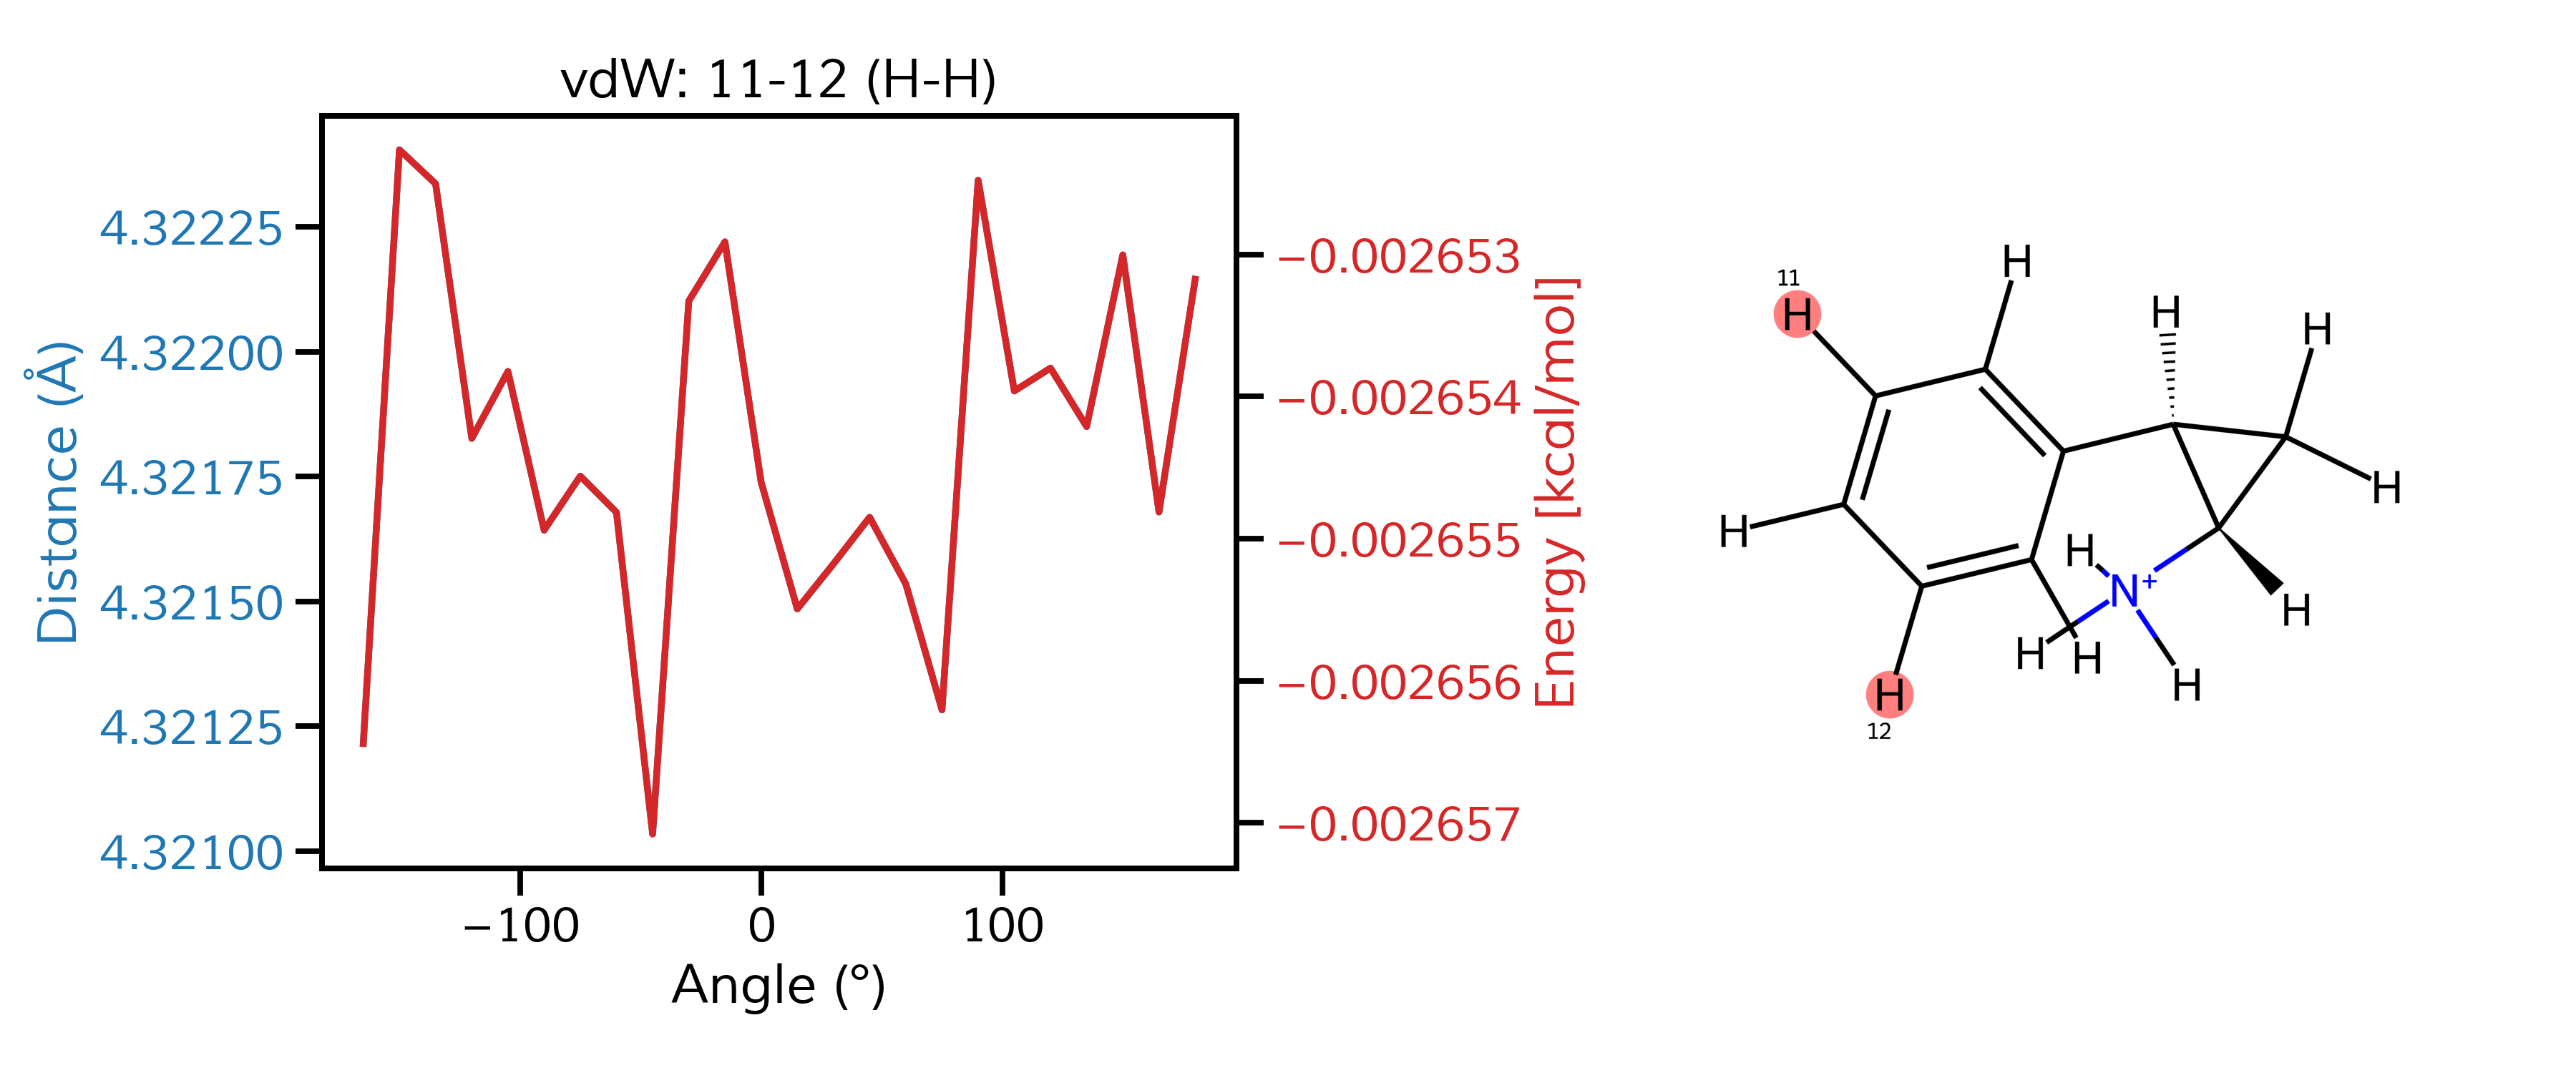 vdW: 11-12 (H-H)
Distance (Å)
4.32225
4.32200
4.32175
4.32150
4.32125
4.32100
−100
0
100
Angle (°)
−0.002653
−0.002654
−0.002655
−0.002656
−0.002657
Energy [kcal/mol]
H
11
H
H
H
H
H
H
N+
H
H
H
H
H
12